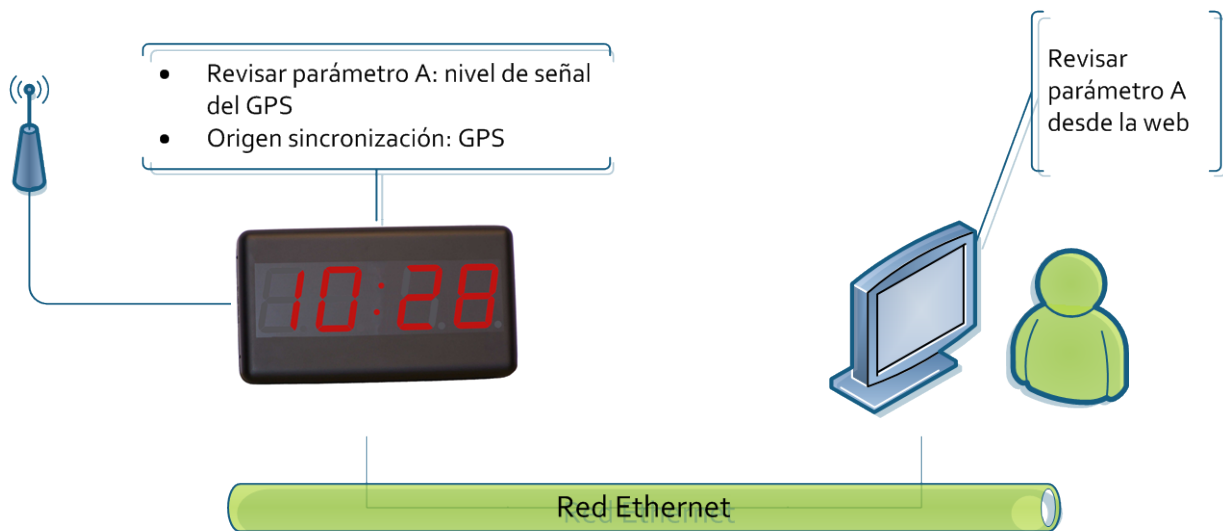 • Revisar parámetro A: nivel de señal
del GPS
• Origen sincronización: GPS
Revisar
parámetro A
desde la web
10:28
Red Ethernet